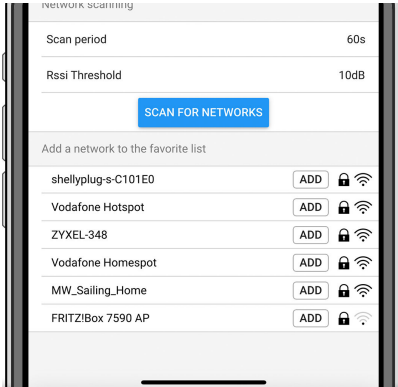 Network scanning
Scan period 60s
Rssi Threshold 10dB
SCAN FOR NETWORKS
Add a network to the favorite list
shellyplug-s-C101E0 ADD
Vodafone Hotspot ADD
ZYXEL-348 ADD
Vodafone Homespot ADD
MW_Sailing_Home ADD
FRITZ!Box 7590 AP ADD